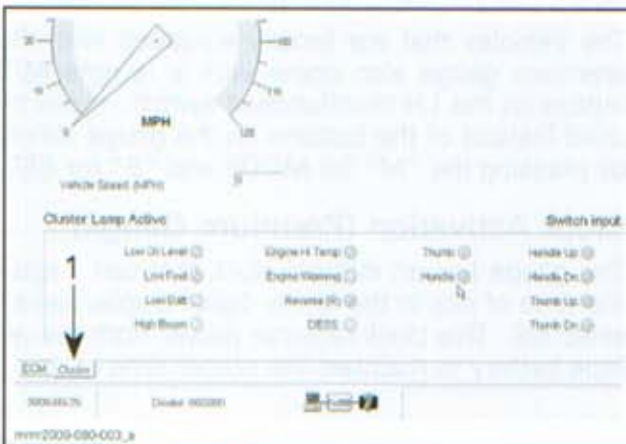 MPH
Vehicle Speed (MPH)
Cluster Lamp Active
Switch Input
1
Low Oil Level
Engine Hi Temp
Thumb
Handle Up
Low Fuel
Engine Warning
Handle
Handle Dn
Low Batt
Reverse (R)
Thumb Up
High Beam
DESS
Thumb Dn
ECM
Cluster
mmr2009-080-003_a